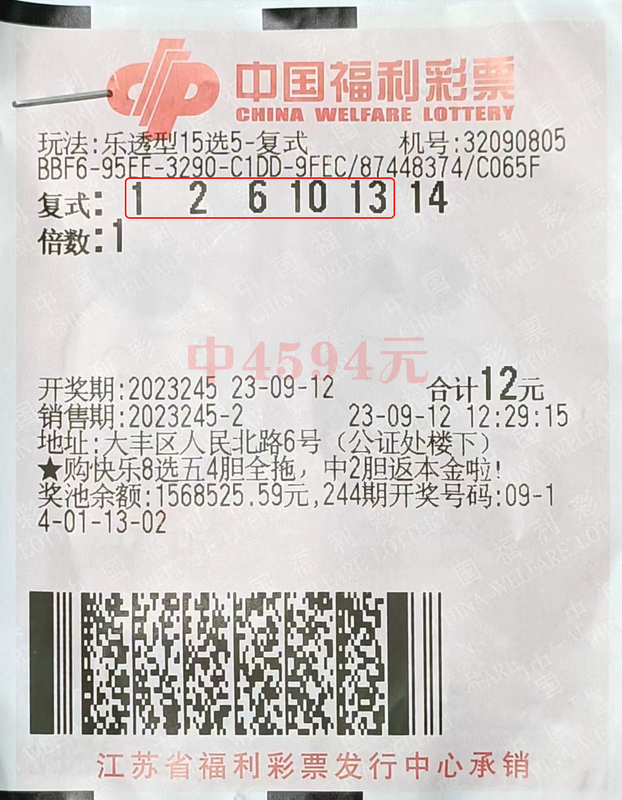 中国福利彩票
CHINA WELFARE LOTTERY
玩法:乐透型15选5-复式 机号:32090805
BBF6-95FE-3290-C1DD-9FEC/87448374/C065F
复式: 1 2 6 10 13 14
倍数:1
中4594元
开奖期:2023245 23-09-12 合计12元
销售期:2023245-2 23-09-12 12:29:15
地址:大丰区人民北路6号(公证处楼下)
★购快乐8选五4胆全拖,中2胆返本金啦!
奖池余额:1568525.59元,244期开奖号码:09-1
4-01-13-02
江苏省福利彩票发行中心承销